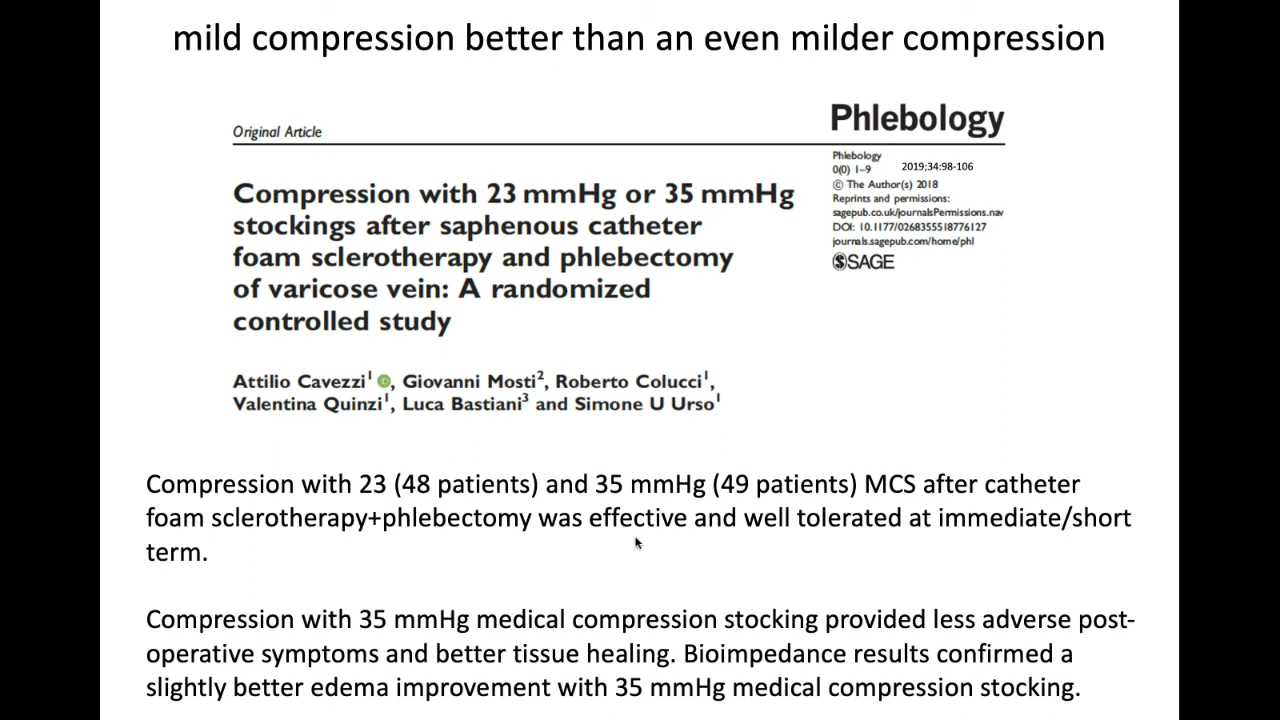 mild compression better than an even milder compression
Original Article
Phlebology
Phlebology
0(0) 1–9 2019;34:98-106
© The Author(s) 2018
Reprints and permissions:
sagepub.co.uk/journalsPermissions.nav
DOI: 10.1177/0268355518776127
journals.sagepub.com/home/phl
SAGE
Compression with 23 mmHg or 35 mmHg
stockings after saphenous catheter
foam sclerotherapy and phlebectomy
of varicose vein: A randomized
controlled study
Attilio Cavezzi¹ , Giovanni Mosti², Roberto Colucci¹,
Valentina Quinzi¹, Luca Bastiani³ and Simone U Urso¹
Compression with 23 (48 patients) and 35 mmHg (49 patients) MCS after catheter
foam sclerotherapy+phlebectomy was effective and well tolerated at immediate/short
term.
Compression with 35 mmHg medical compression stocking provided less adverse post-
operative symptoms and better tissue healing. Bioimpedance results confirmed a
slightly better edema improvement with 35 mmHg medical compression stocking.